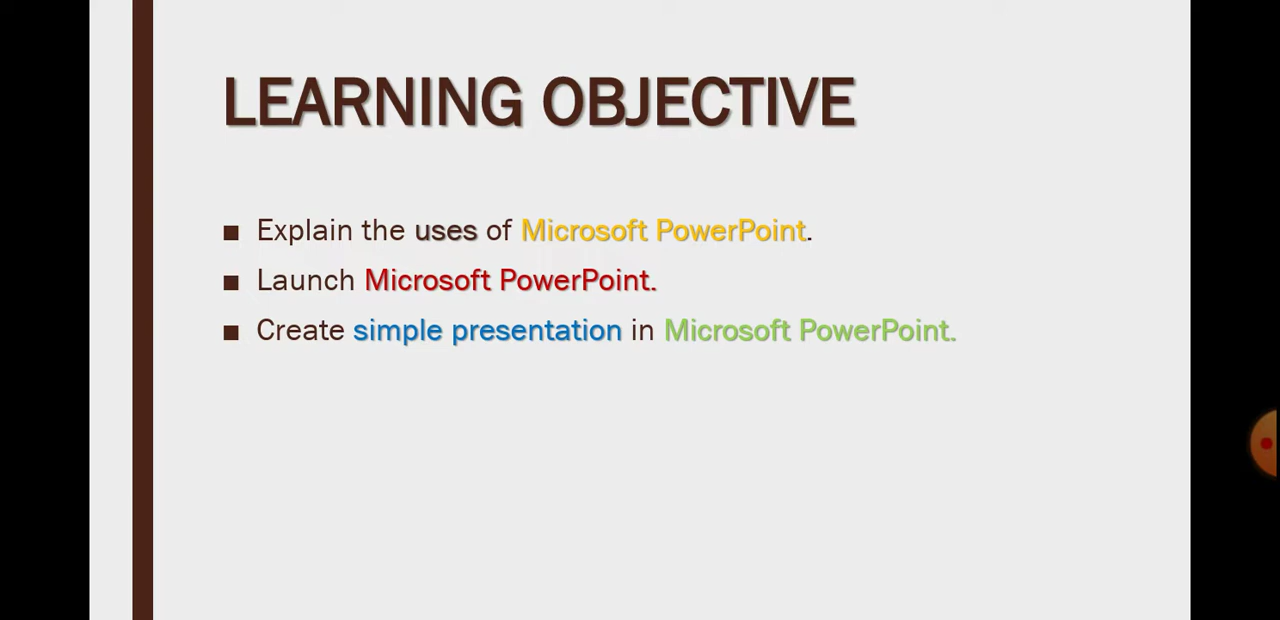 LEARNING OBJECTIVE
■ Explain the uses of Microsoft PowerPoint.
■ Launch Microsoft PowerPoint.
■ Create simple presentation in Microsoft PowerPoint.